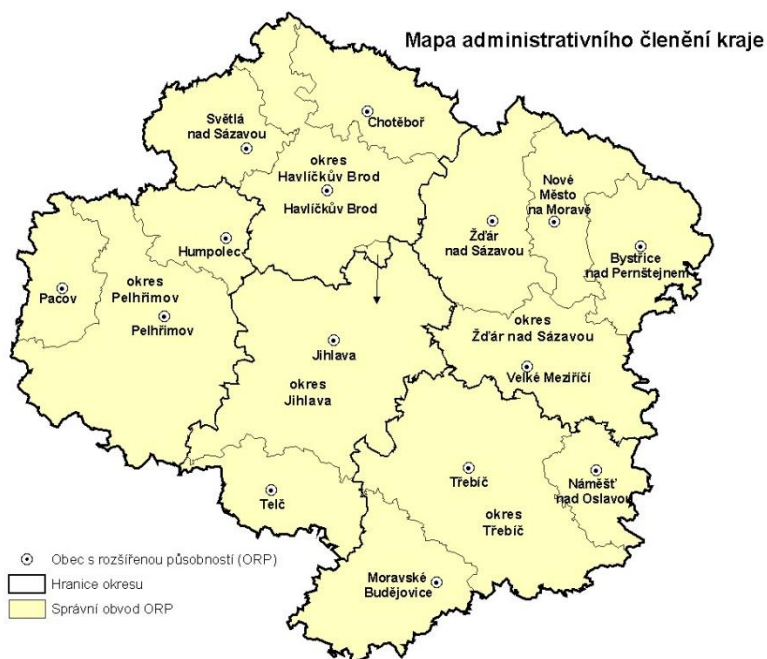 Mapa administrativního členění kraje
Světlá
nad Sázavou
Chotěboř
okres
Havlíčkův Brod
Havlíčkův Brod
Nové
Město
na Moravě
Žďár
nad Sázavou
Bystřice
nad Pernštejnem
Humpolec
Pacov
okres
Pelhřimov
Pelhřimov
okres
Žďár nad Sázavou
Velké Meziříčí
Jihlava
okres
Jihlava
Telč
Třebíč
okres
Třebíč
Náměšť
nad Oslavou
Moravské
Budějovice
Obec s rozšířenou působností (ORP)
Hranice okresu
Správní obvod ORP